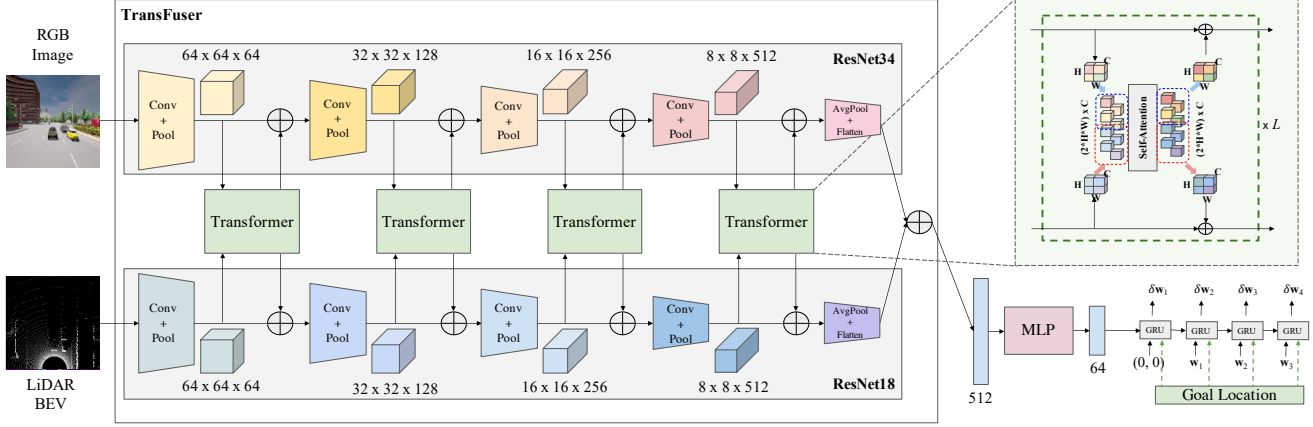 TransFuser
RGB
Image
64 x 64 x 64
32 x 32 x 128
16 x 16 x 256
8 x 8 x 512
ResNet34
Conv
+
Pool
Conv
+
Pool
Conv
+
Pool
Conv
+
Pool
AvgPool
+
Flatten
Transformer
Transformer
Transformer
Transformer
Conv
+
Pool
Conv
+
Pool
Conv
+
Pool
Conv
+
Pool
AvgPool
+
Flatten
64 x 64 x 64
32 x 32 x 128
16 x 16 x 256
8 x 8 x 512
ResNet18
LiDAR
BEV
H
C
W
(2*H*W) x C
Self-Attention
(2*H*W) x C
H
C
W
H
C
W
H
C
W
x L
512
MLP
64
δw₁
δw₂
δw₃
δw₄
GRU
GRU
GRU
GRU
(0, 0)
w₁
w₂
w₃
Goal Location